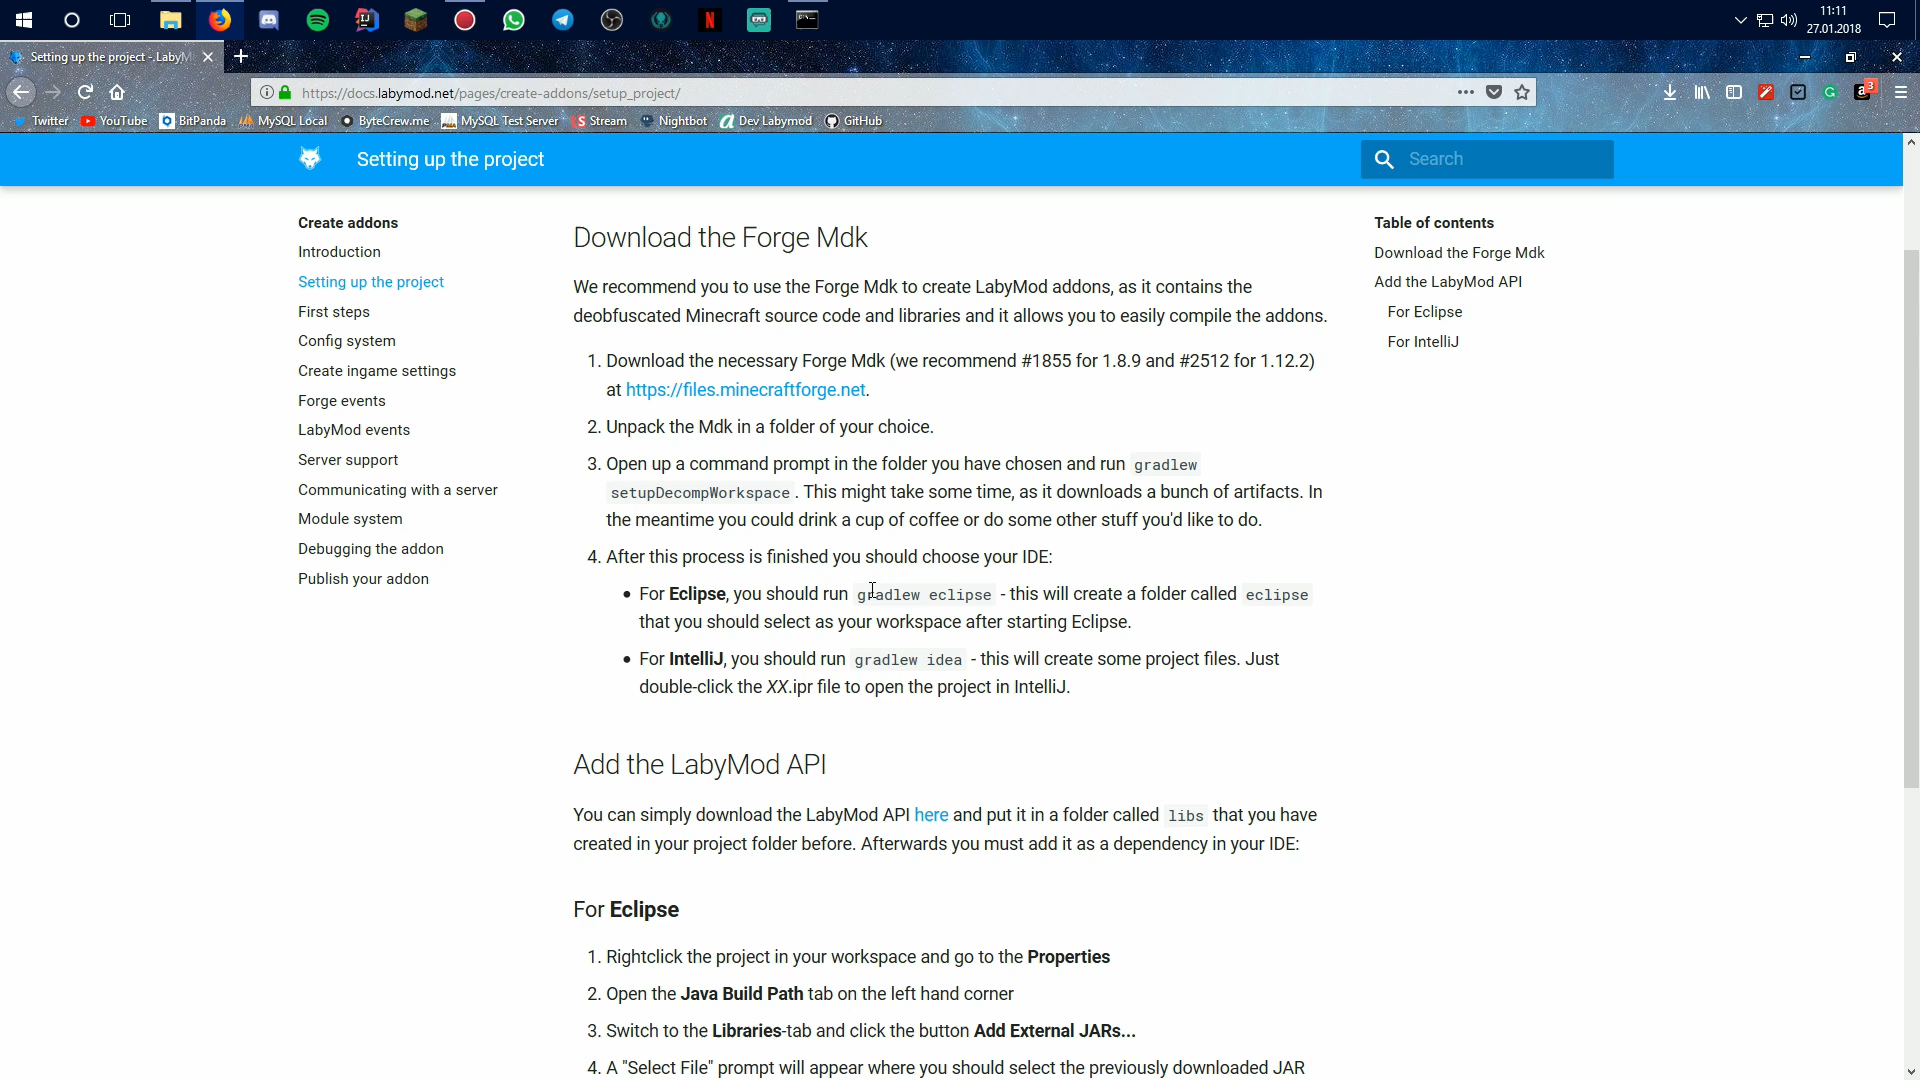 11:11
27.01.2018
Setting up the project - LabyM
https://docs.labymod.net/pages/create-addons/setup_project/
3
Twitter YouTube BitPanda MySQL Local ByteCrew.me MySQL Test Server Stream Nightbot Dev Labymod GitHub
Setting up the project
Search
Create addons
Introduction
Setting up the project
First steps
Config system
Create ingame settings
Forge events
LabyMod events
Server support
Communicating with a server
Module system
Debugging the addon
Publish your addon
Download the Forge Mdk
We recommend you to use the Forge Mdk to create LabyMod addons, as it contains the
deobfuscated Minecraft source code and libraries and it allows you to easily compile the addons.
1. Download the necessary Forge Mdk (we recommend #1855 for 1.8.9 and #2512 for 1.12.2)
at https://files.minecraftforge.net.
2. Unpack the Mdk in a folder of your choice.
3. Open up a command prompt in the folder you have chosen and run gradlew
setupDecompWorkspace. This might take some time, as it downloads a bunch of artifacts. In
the meantime you could drink a cup of coffee or do some other stuff you'd like to do.
4. After this process is finished you should choose your IDE:
• For Eclipse, you should run gradlew eclipse - this will create a folder called eclipse
that you should select as your workspace after starting Eclipse.
• For IntelliJ, you should run gradlew idea - this will create some project files. Just
double-click the XX.ipr file to open the project in IntelliJ.
Add the LabyMod API
You can simply download the LabyMod API here and put it in a folder called libs that you have
created in your project folder before. Afterwards you must add it as a dependency in your IDE:
For Eclipse
1. Rightclick the project in your workspace and go to the Properties
2. Open the Java Build Path tab on the left hand corner
3. Switch to the Libraries-tab and click the button Add External JARs...
4. A "Select File" prompt will appear where you should select the previously downloaded JAR
Table of contents
Download the Forge Mdk
Add the LabyMod API
For Eclipse
For IntelliJ